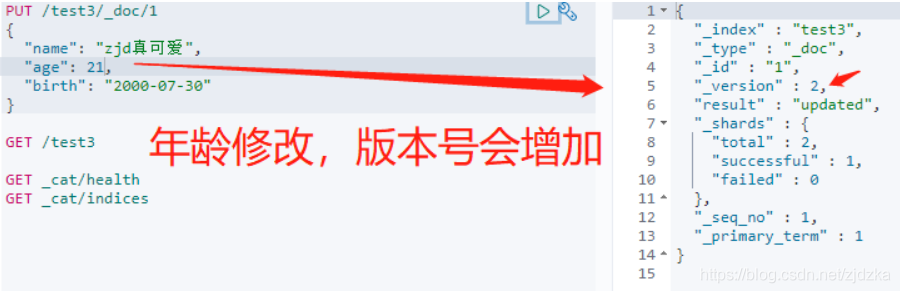 PUT /test3/_doc/1
{
"name": "zjd真可爱",
"age": 21,
"birth": "2000-07-30"
}
GET /test3
GET _cat/health
GET _cat/indices
年龄修改，版本号会增加
1 {
2 "_index" : "test3",
3 "_type" : "_doc",
4 "_id" : "1",
5 "_version" : 2,
6 "result" : "updated",
7 "_shards" : {
8 "total" : 2,
9 "successful" : 1,
10 "failed" : 0
11 },
12 "_seq_no" : 1,
13 "_primary_term" : 1
14 }
15
https://blog.csdn.net/zjdzka